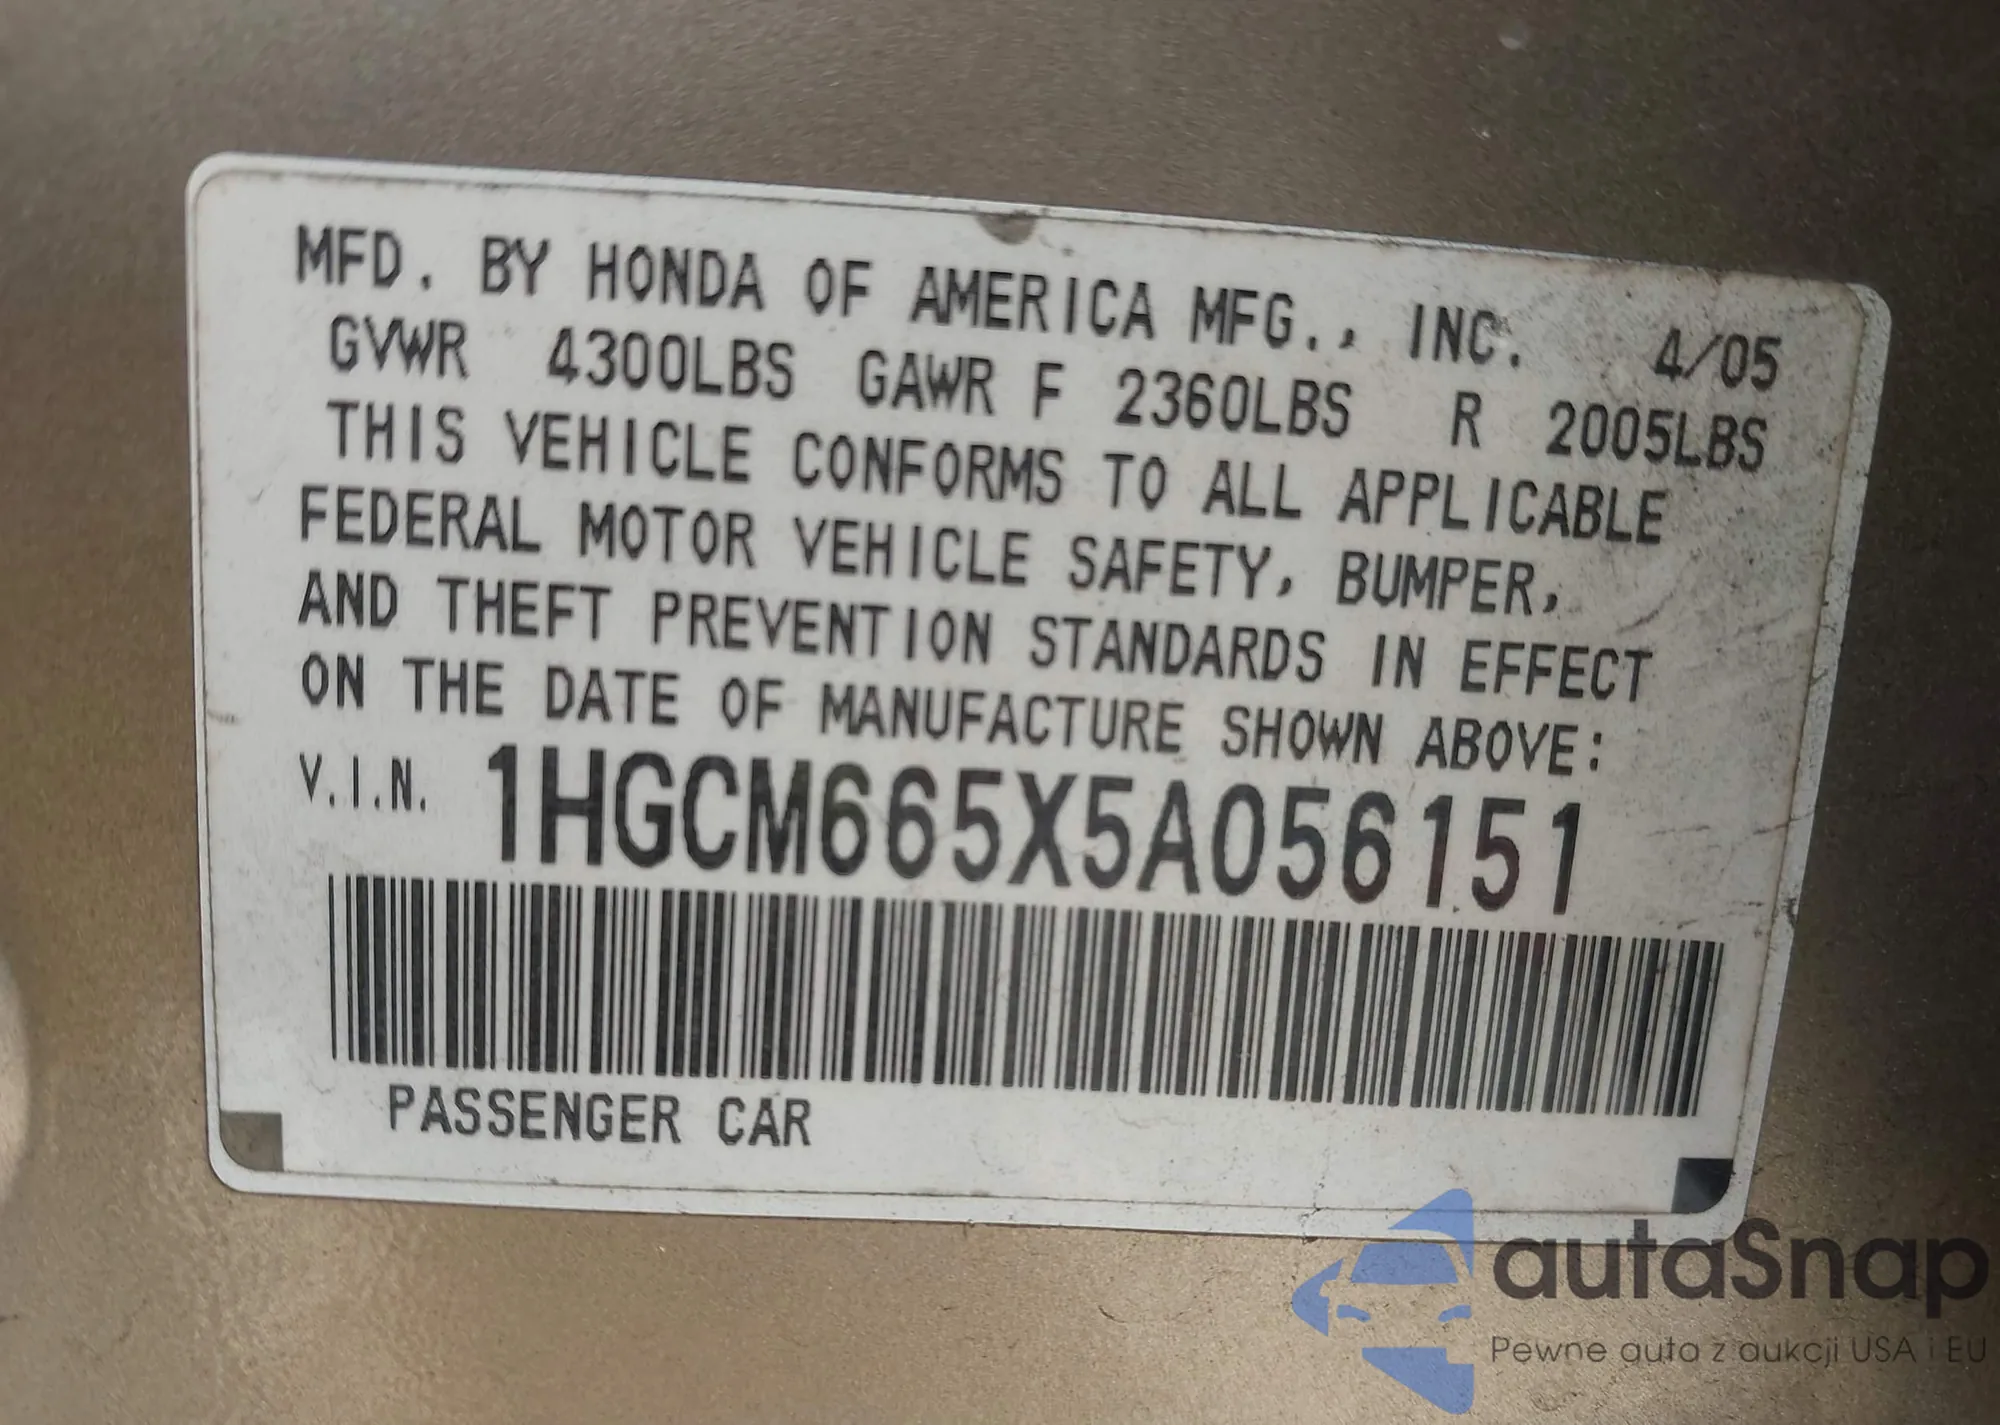 MFD. BY HONDA OF AMERICA MFG., INC. 4/05
GVWR 4300LBS GAWR F 2360LBS R 2005LBS
THIS VEHICLE CONFORMS TO ALL APPLICABLE
FEDERAL MOTOR VEHICLE SAFETY, BUMPER,
AND THEFT PREVENTION STANDARDS IN EFFECT
ON THE DATE OF MANUFACTURE SHOWN ABOVE:
V.I.N. 1HGCM665X5A056151
PASSENGER CAR
autaSnap
Pewne auta z aukcji USA i EU